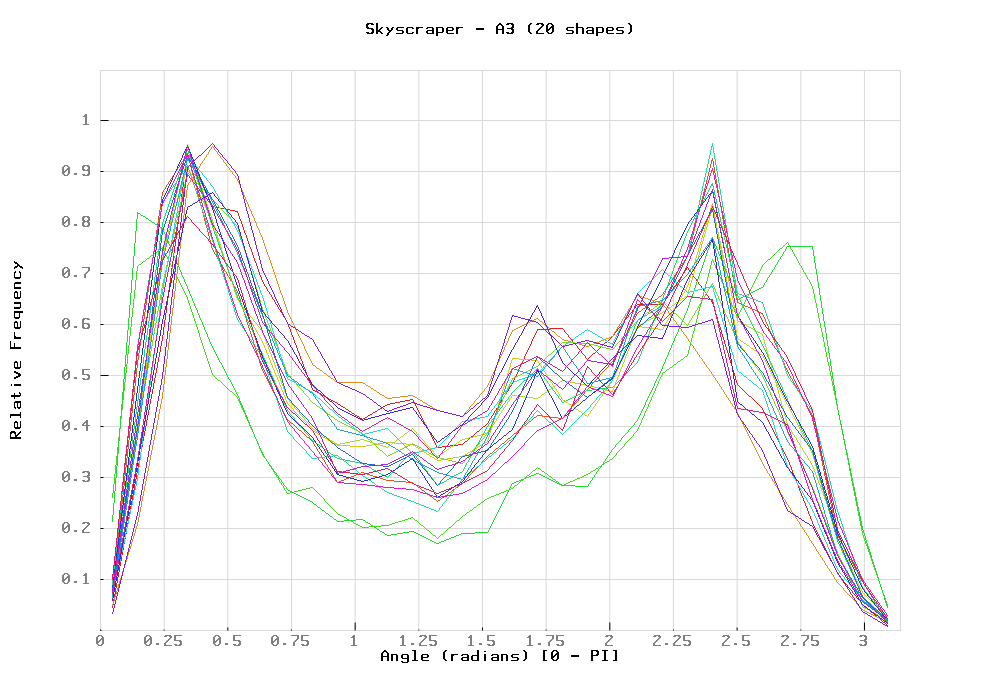 Skyscraper - A3 (20 shapes)
Relative Frequency
1
0.9
0.8
0.7
0.6
0.5
0.4
0.3
0.2
0.1
0 0.25 0.5 0.75 1 1.25 1.5 1.75 2 2.25 2.5 2.75 3
Angle (radians) [0 - PI]